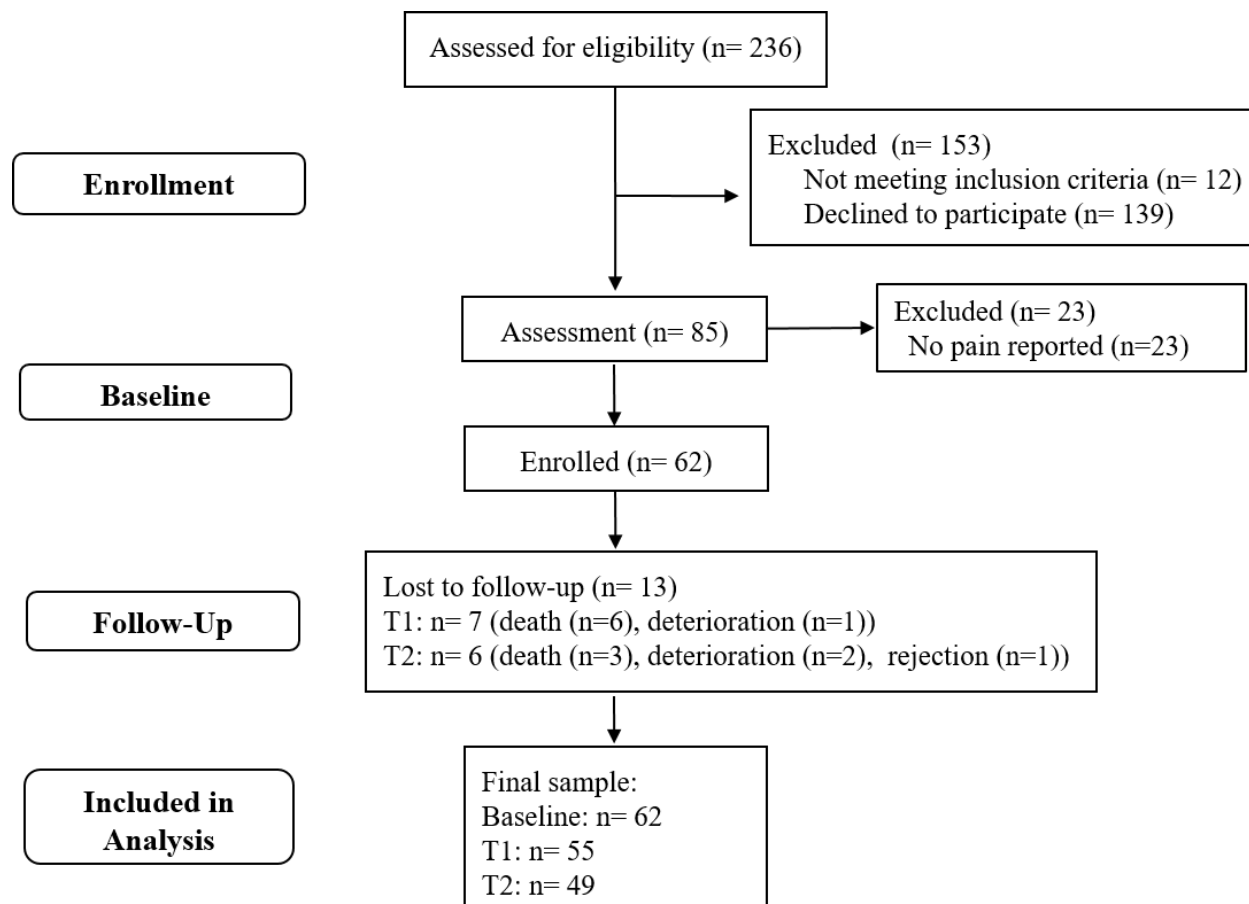 Assessed for eligibility (n= 236)
Excluded (n= 153)
Not meeting inclusion criteria (n= 12)
Declined to participate (n= 139)
Enrollment
Assessment (n= 85)
Excluded (n= 23)
No pain reported (n=23)
Baseline
Enrolled (n= 62)
Lost to follow-up (n= 13)
T1: n= 7 (death (n=6), deterioration (n=1))
T2: n= 6 (death (n=3), deterioration (n=2), rejection (n=1))
Follow-Up
Final sample:
Baseline: n= 62
T1: n= 55
T2: n= 49
Included in
Analysis